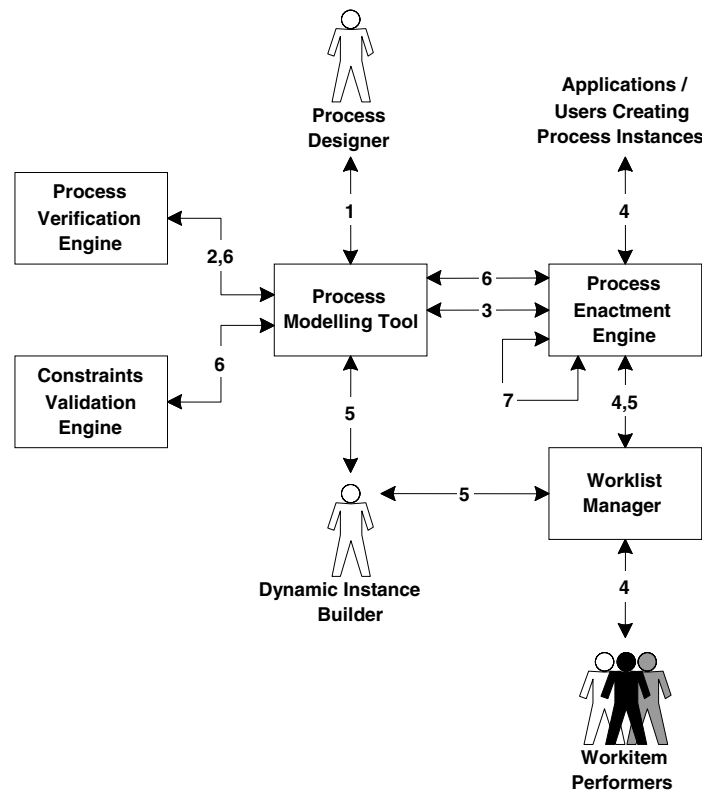 Process
Designer
Applications /
Users Creating
Process Instances
1
4
Process
Verification
Engine
2,6
Process
Modelling Tool
6
3
Process
Enactment
Engine
Constraints
Validation
Engine
6
5
7
4,5
5
Worklist
Manager
Dynamic Instance
Builder
4
Workitem
Performers